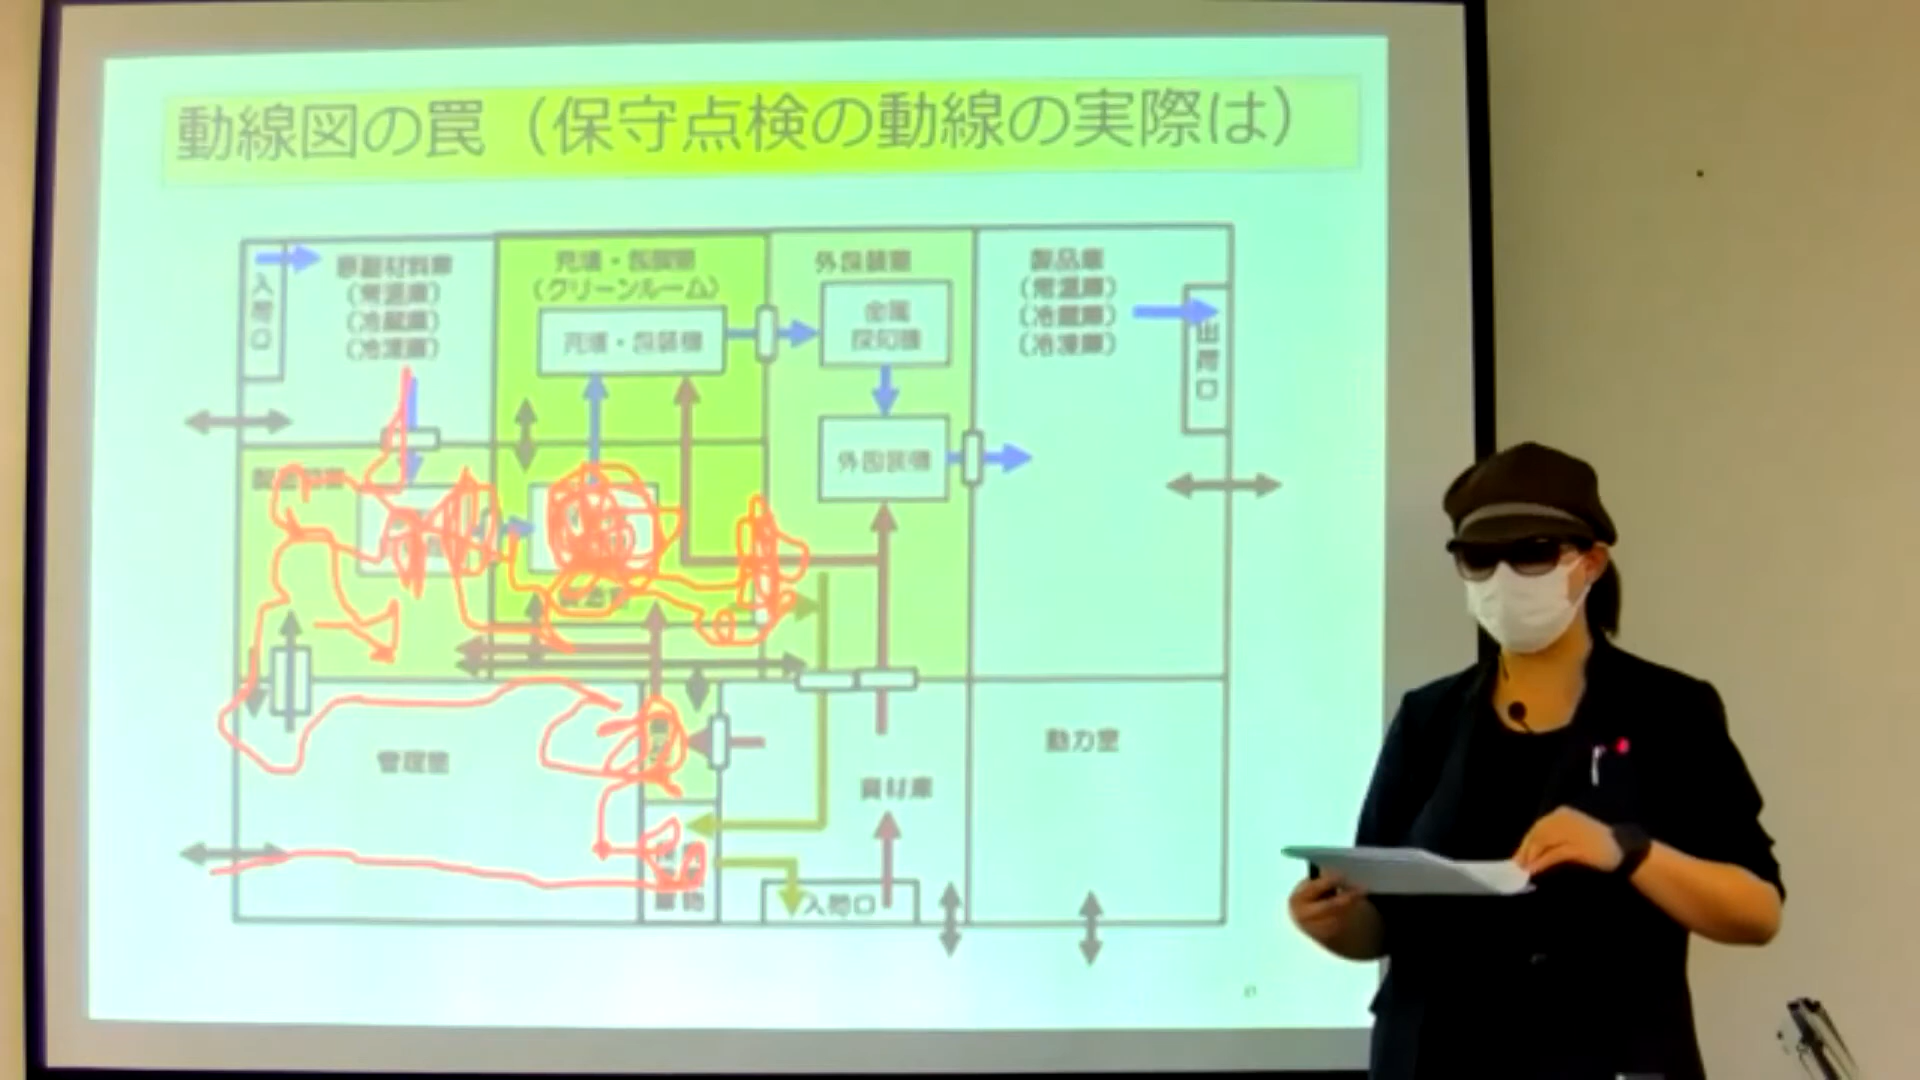 動線図の罠（保守点検の動線の実際は）
入荷口
原副材料庫
（常温庫）
（冷蔵庫）
（冷凍庫）
充填・包装室
（クリーンルーム）
充填・包装機
外包装室
金属
探知機
外包装機
製品庫
（常温庫）
（冷蔵庫）
（冷凍庫）
出荷口
管理室
資材庫
動力室
入荷口